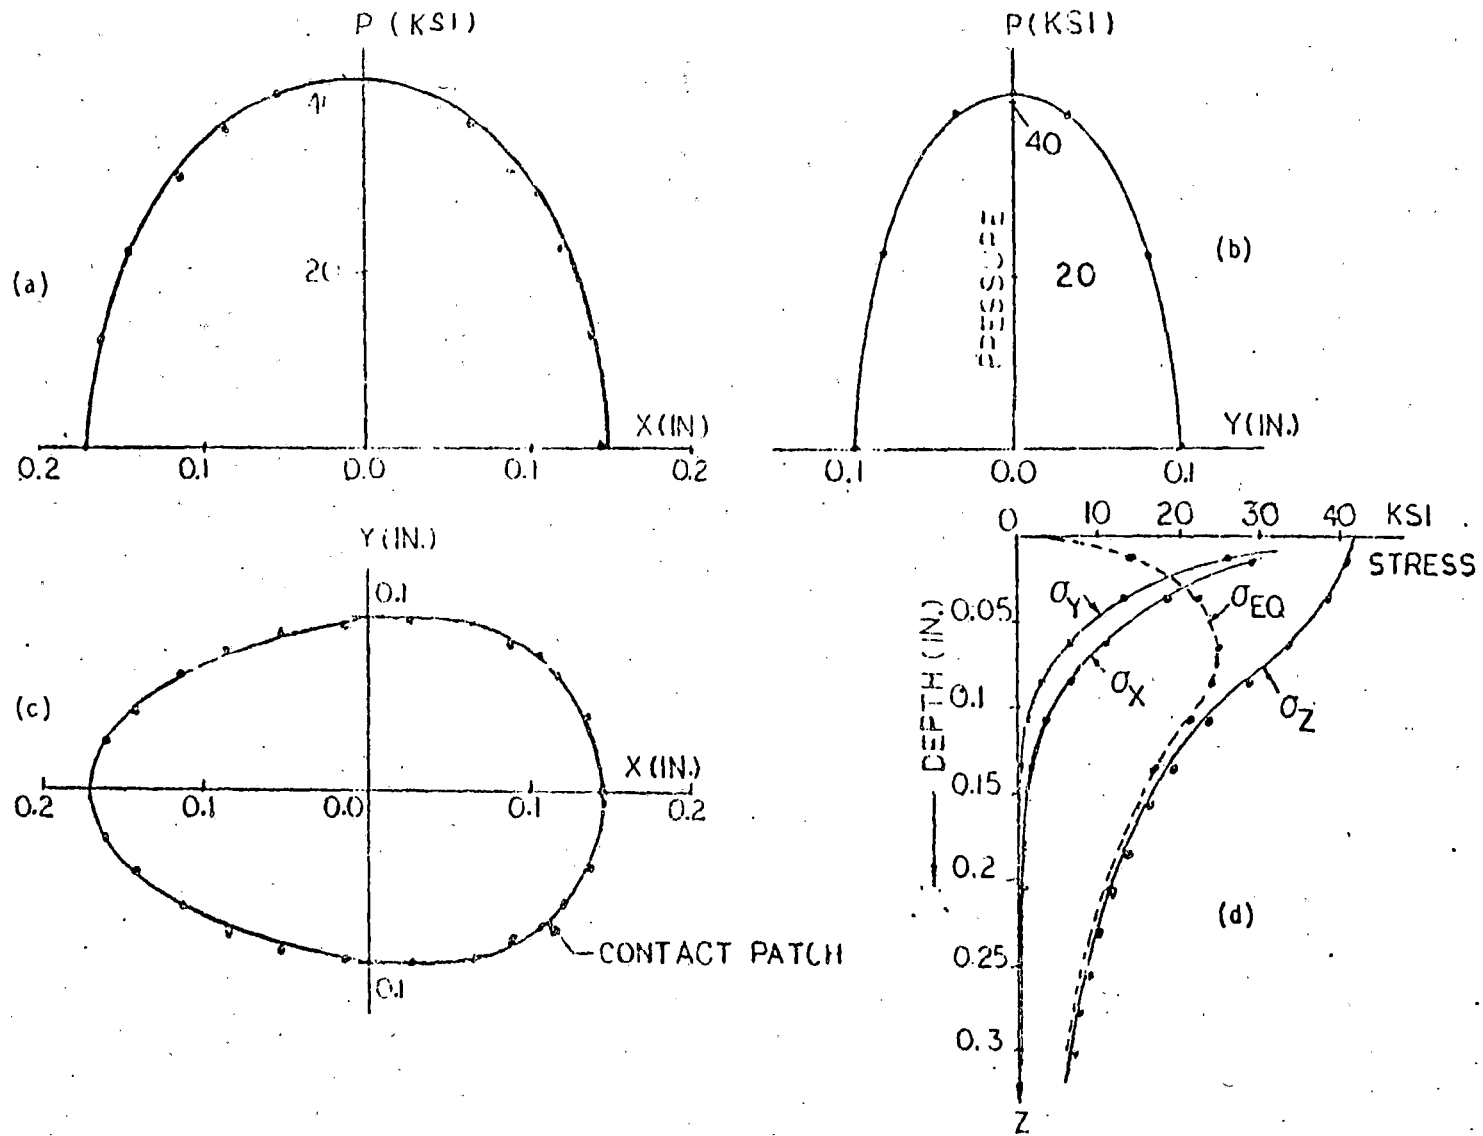 P (KSI)
20
(a)
X (IN)
0.2 0.1 0.0 0.1 0.2
P(KSI)
40
PRESSURE
20
(b)
Y(IN.)
0.1 0.0 0.1
Y (IN.)
0.1
(c)
X (IN.)
0.2 0.1 0.0 0.1 0.2
CONTACT PATCH
0.1
0 10 20 30 40 KSI
STRESS
σY
σEQ
σX
σZ
DEPTH (IN.)
0.05
0.1
0.15
0.2
0.25
0.3
(d)
Z